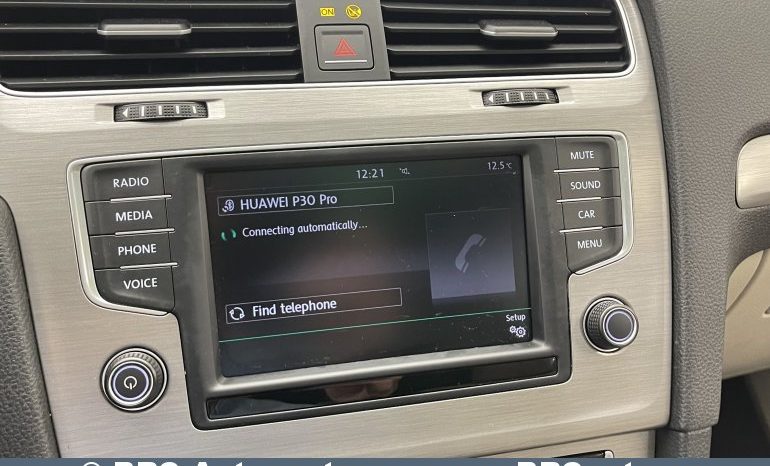 ON
RADIO
MEDIA
PHONE
VOICE
12:21
12.5 °C
HUAWEI P30 Pro
Connecting automatically...
Find telephone
Setup
MUTE
SOUND
CAR
MENU